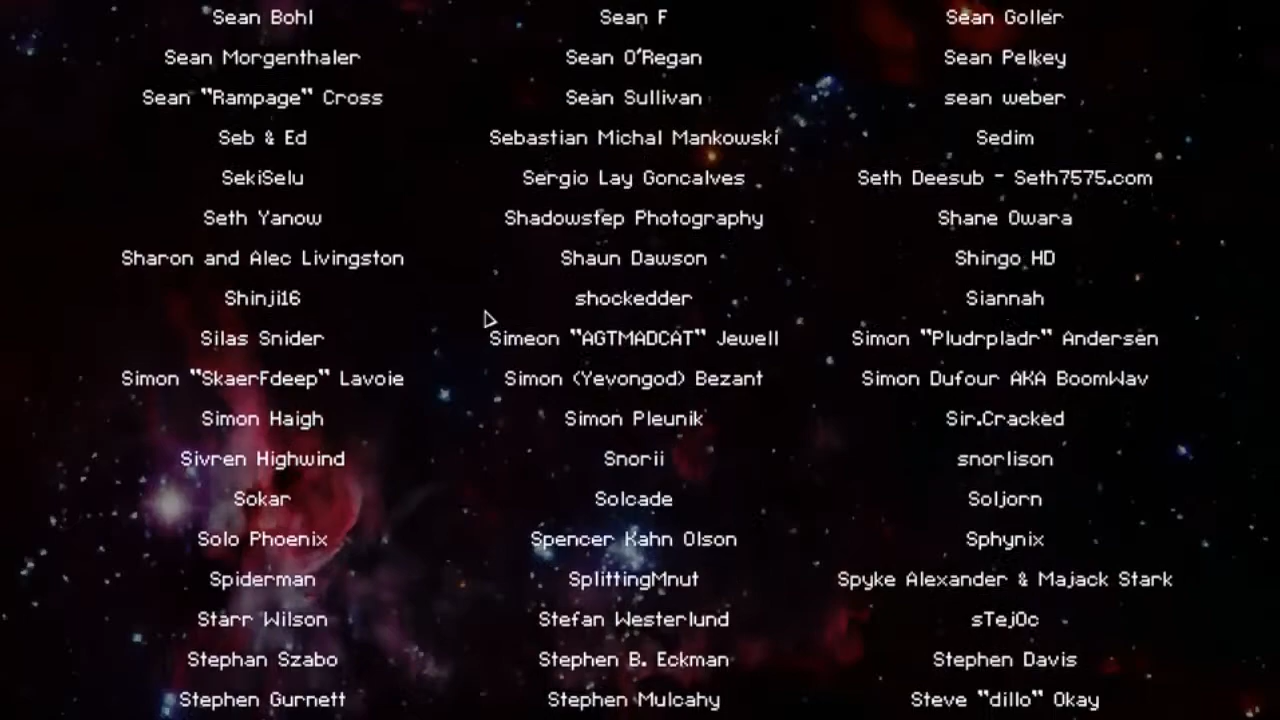 Sean Bohl Sean F Sean Goller
Sean Morgenthaler Sean O'Regan Sean Pelkey
Sean "Rampage" Cross Sean Sullivan sean weber
Seb & Ed Sebastian Michal Mankowski Sedim
SekiSelu Sergio Lay Goncalves Seth Deesub - Seth7575.com
Seth Yanow Shadowsfep Photography Shane Owara
Sharon and Alec Livingston Shaun Dawson Shingo HD
Shinji16 shockedder Siannah
Silas Snider Simeon "AGTMADCAT" Jewell Simon "Pludrpladr" Andersen
Simon "SkaerFdeep" Lavoie Simon (Yevongod) Bezant Simon Dufour AKA BoomWav
Simon Haigh Simon Pleunik Sir.Cracked
Sivren Highwind Snorii snorlison
Sokar Solcade Soljorn
Solo Phoenix Spencer Kahn Olson Sphynix
Spiderman SplittingMnut Spyke Alexander & Majack Stark
Starr Wilson Stefan Westerlund sTejOc
Stephan Szabo Stephen B. Eckman Stephen Davis
Stephen Gurnett Stephen Mulcahy Steve "dillo" Okay